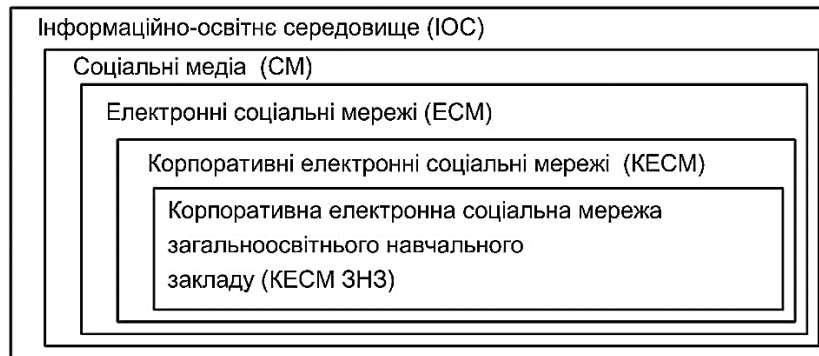 Інформаційно-освітнє середовище (ІОС)
Соціальні медіа (СМ)
Електронні соціальні мережі (ЕСМ)
Корпоративні електронні соціальні мережі (КЕСМ)
Корпоративна електронна соціальна мережа
загальноосвітнього навчального
закладу (КЕСМ ЗНЗ)